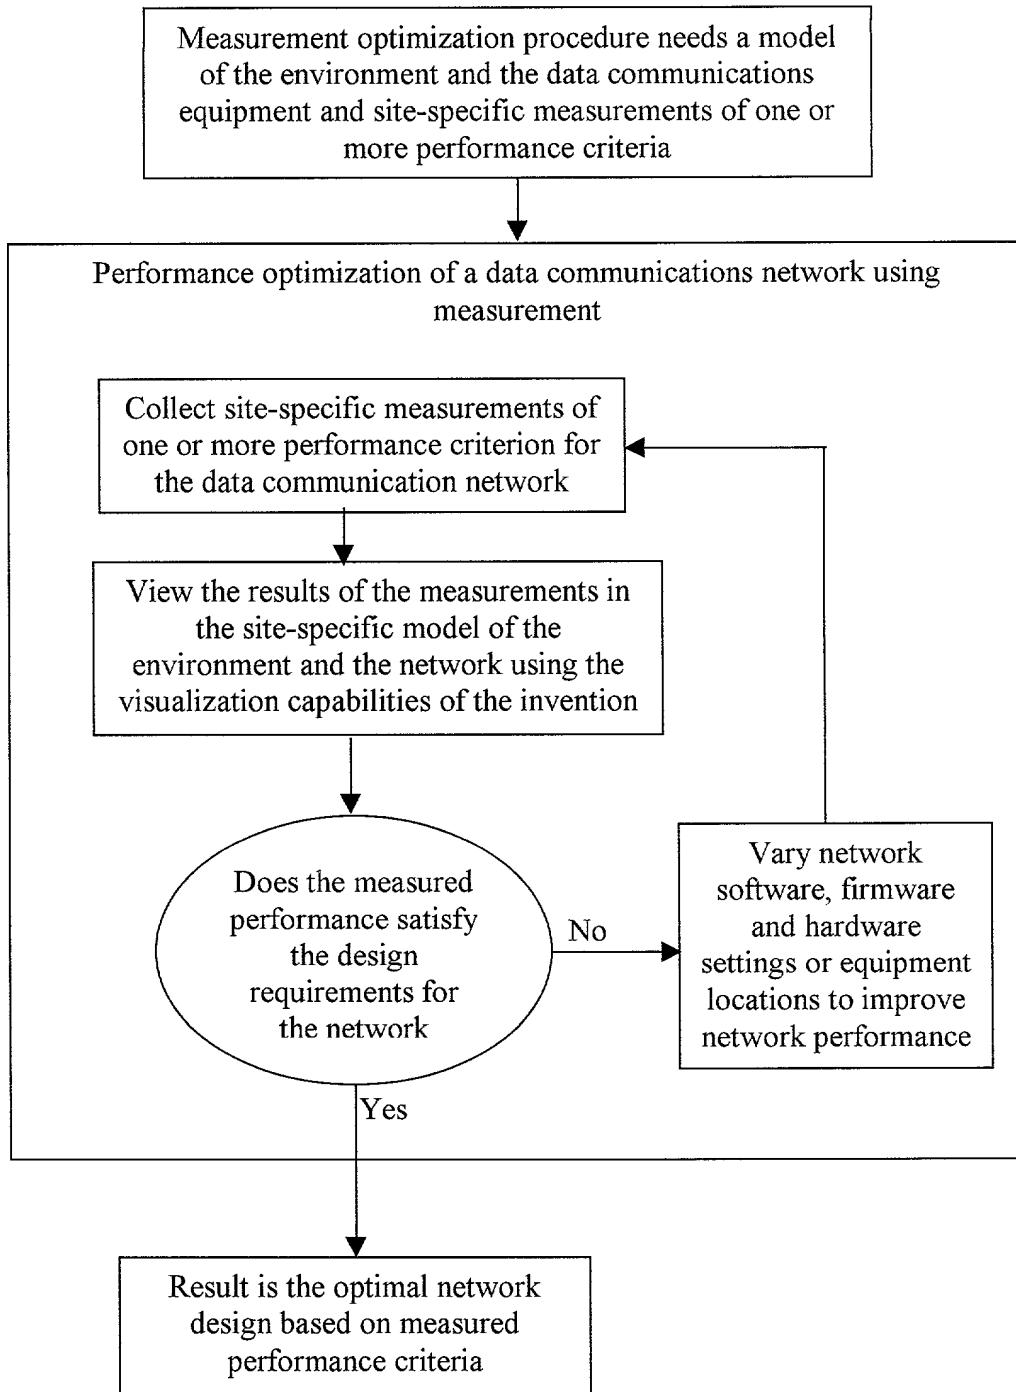 Measurement optimization procedure needs a model
of the environment and the data communications
equipment and site-specific measurements of one or
more performance criteria
Performance optimization of a data communications network using
measurement
Collect site-specific measurements of
one or more performance criterion for
the data communication network
View the results of the measurements in
the site-specific model of the
environment and the network using the
visualization capabilities of the invention
Does the measured
performance satisfy
the design
requirements for
the network
No
Vary network
software, firmware
and hardware
settings or equipment
locations to improve
network performance
Yes
Result is the optimal network
design based on measured
performance criteria